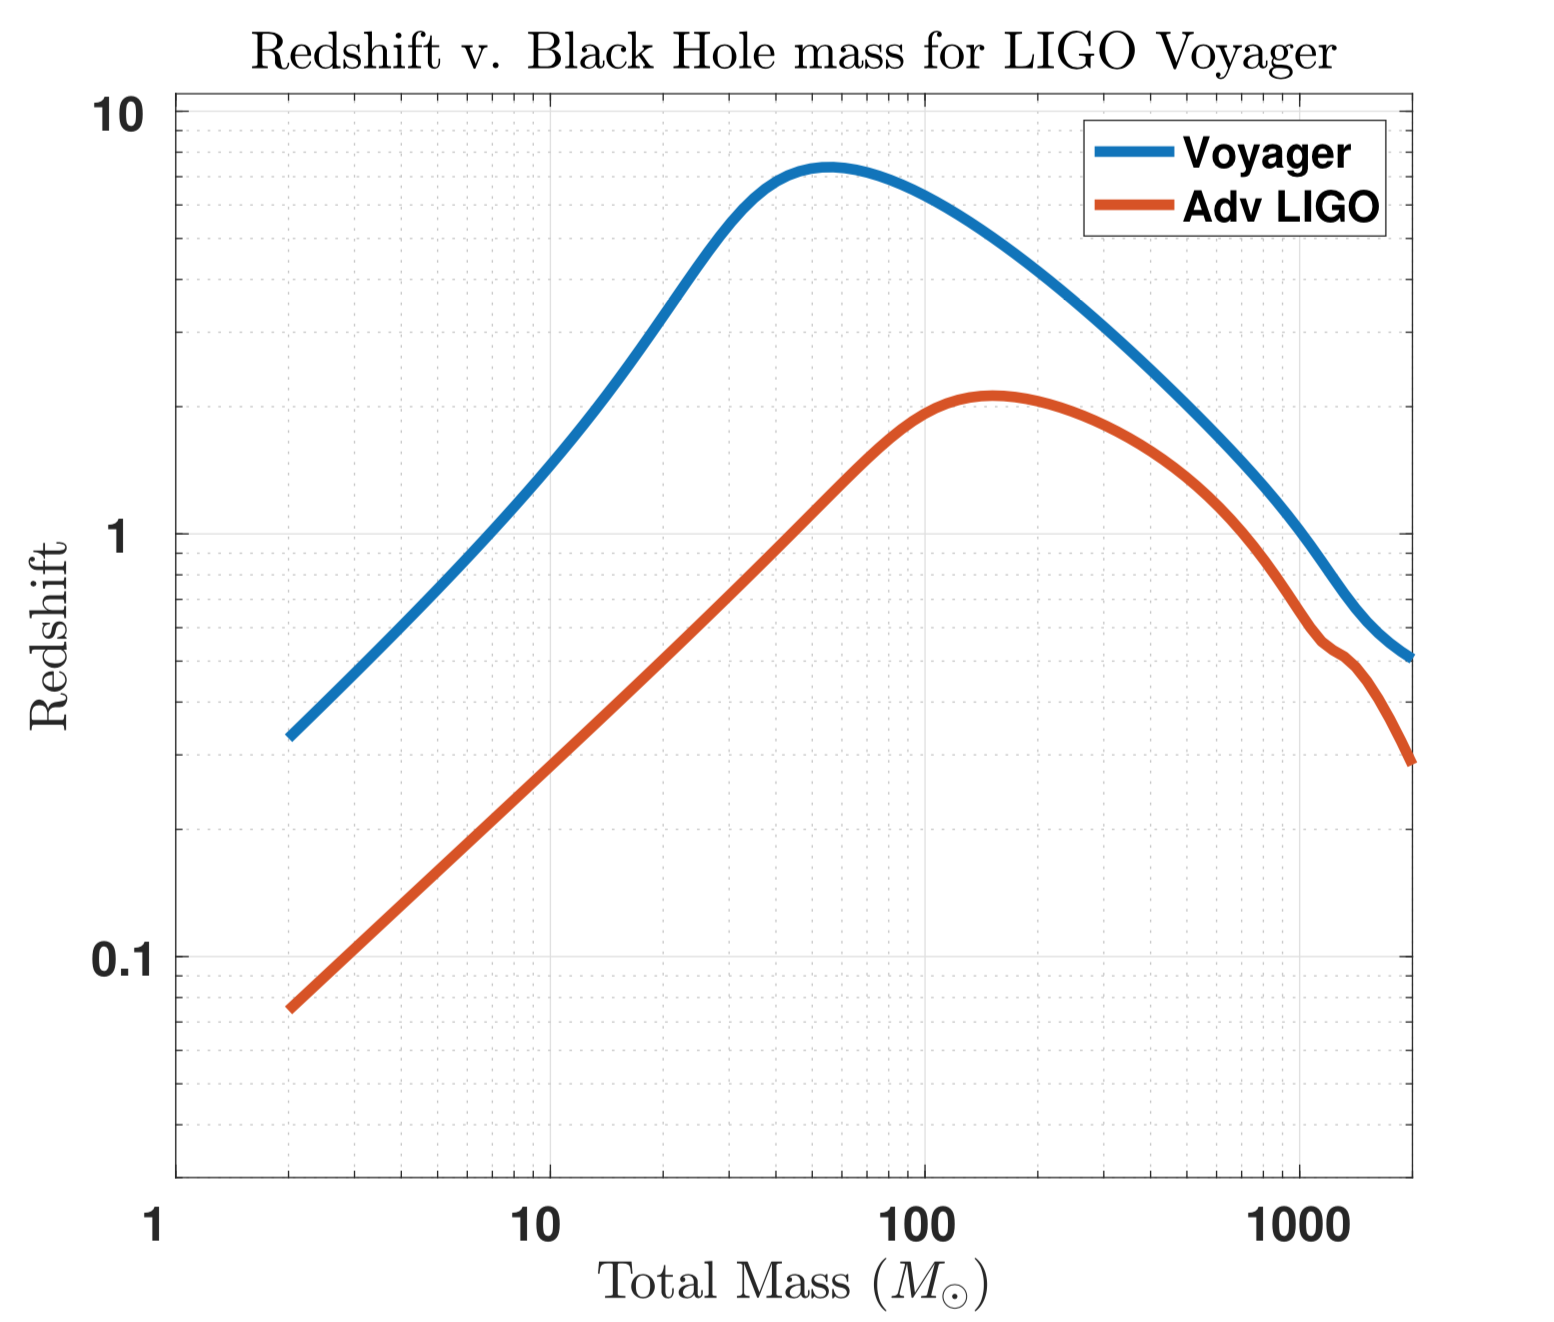 Redshift v. Black Hole mass for LIGO Voyager
10
Voyager
Adv LIGO
1
Redshift
0.1
1 10 100 1000
Total Mass (M⊙)